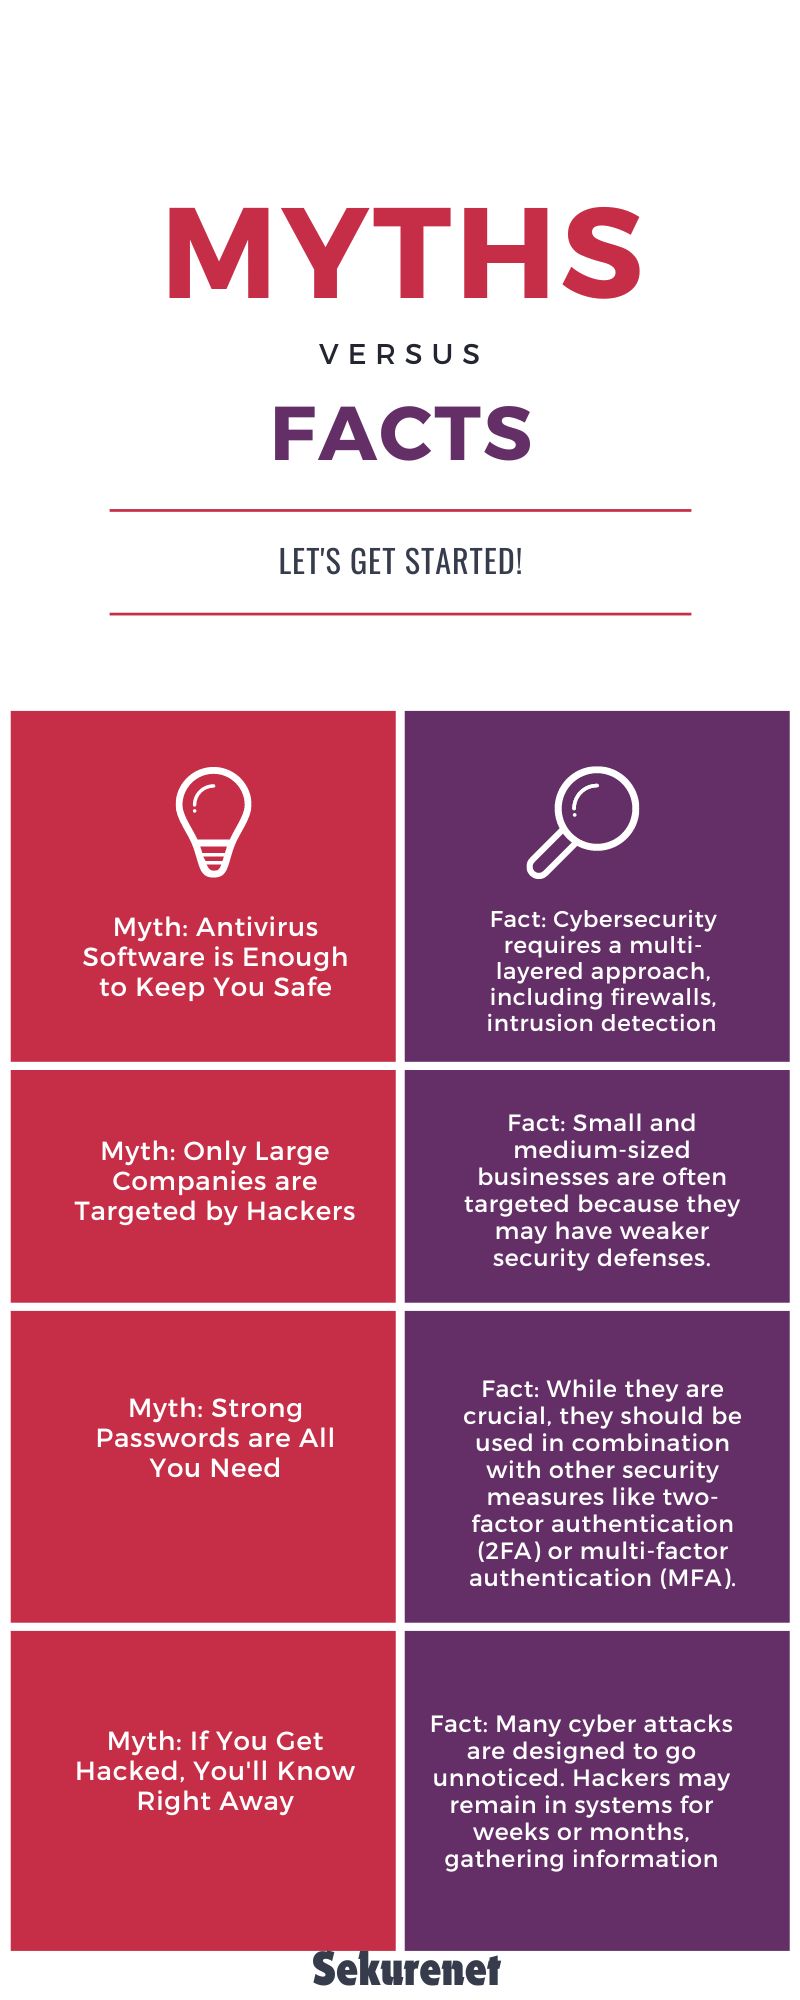 MYTHS
VERSUS
FACTS
LET'S GET STARTED!
Myth: Antivirus
Software is Enough
to Keep You Safe
Fact: Cybersecurity
requires a multi-
layered approach,
including firewalls,
intrusion detection
Myth: Only Large
Companies are
Targeted by Hackers
Fact: Small and
medium-sized
businesses are often
targeted because they
may have weaker
security defenses.
Myth: Strong
Passwords are All
You Need
Fact: While they are
crucial, they should be
used in combination
with other security
measures like two-
factor authentication
(2FA) or multi-factor
authentication (MFA).
Myth: If You Get
Hacked, You'll Know
Right Away
Fact: Many cyber attacks
are designed to go
unnoticed. Hackers may
remain in systems for
weeks or months,
gathering information
Sekurenet